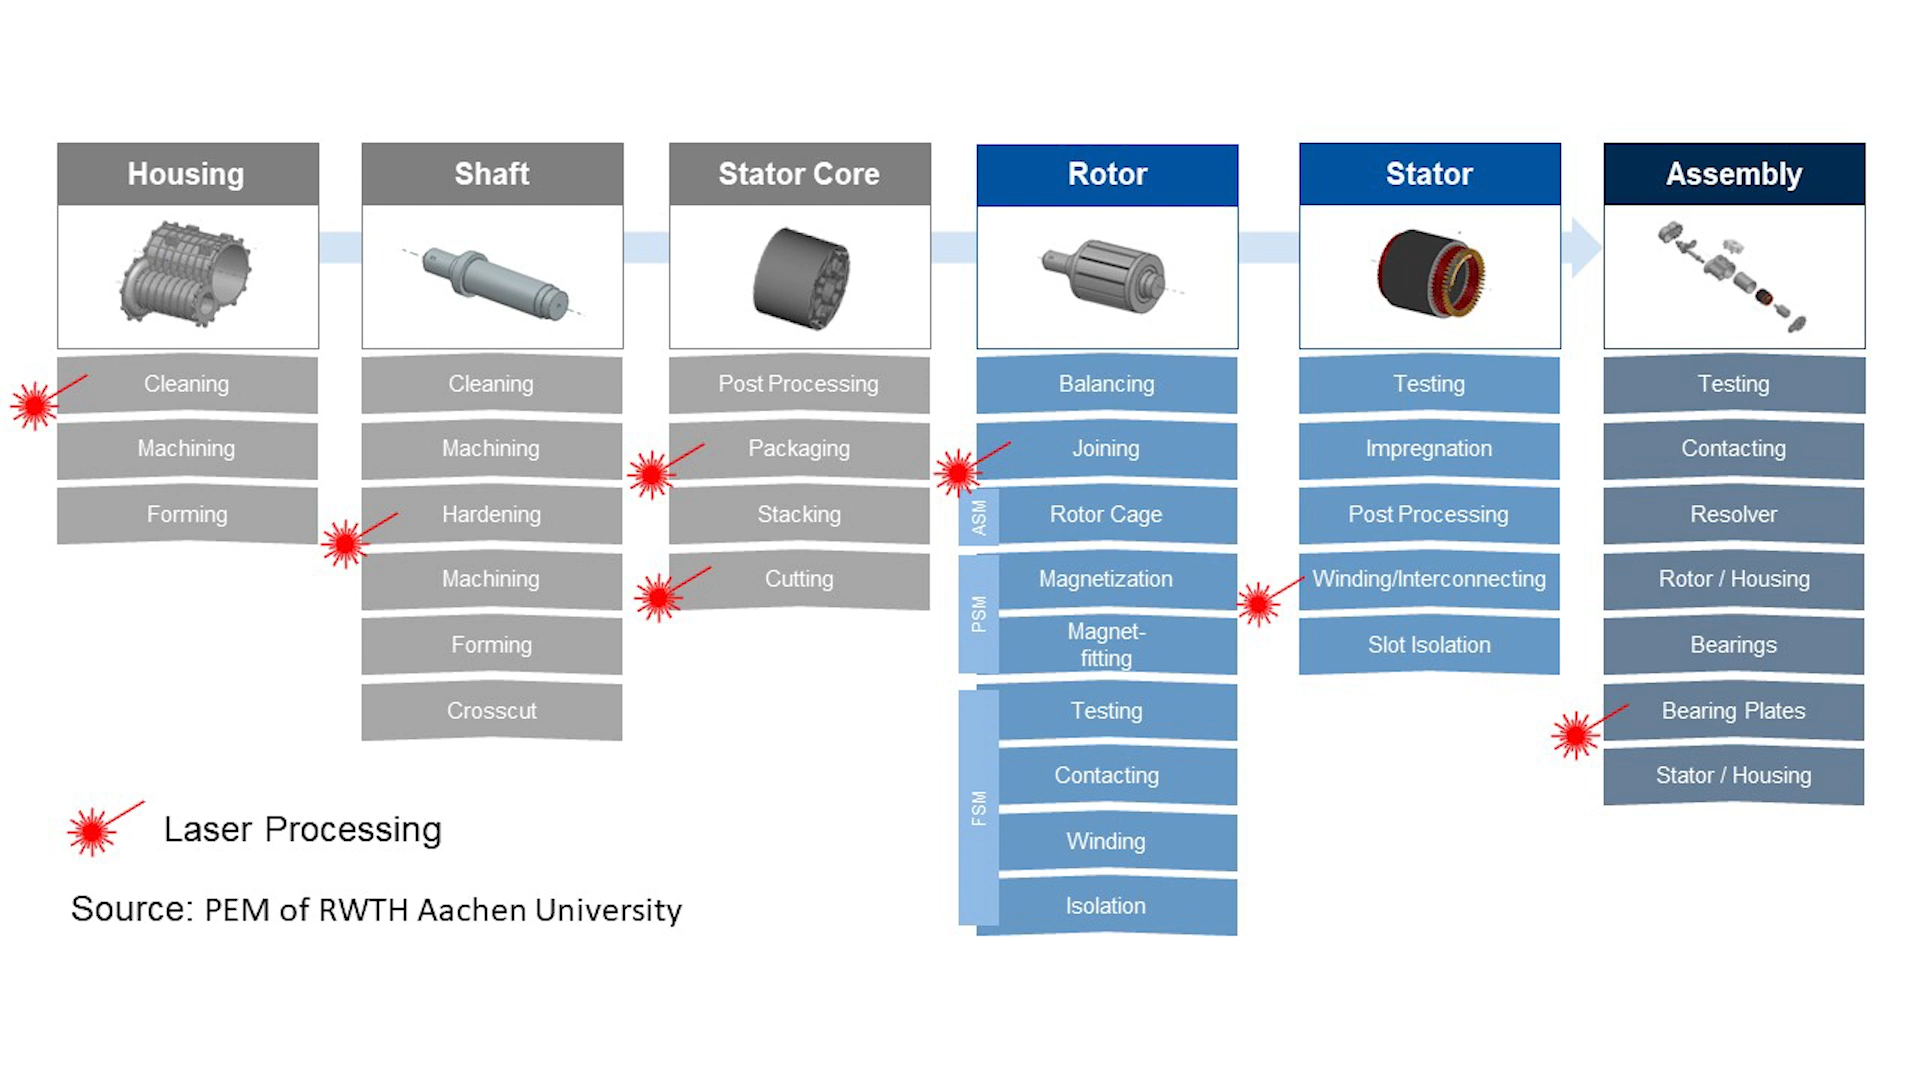 Housing
Cleaning
Machining
Forming
Shaft
Cleaning
Machining
Hardening
Machining
Forming
Crosscut
Stator Core
Post Processing
Packaging
Stacking
Cutting
Rotor
Balancing
Joining
ASM
Rotor Cage
PSM
Magnetization
Magnet-
fitting
FSM
Testing
Contacting
Winding
Isolation
Stator
Testing
Impregnation
Post Processing
Winding/Interconnecting
Slot Isolation
Assembly
Testing
Contacting
Resolver
Rotor / Housing
Bearings
Bearing Plates
Stator / Housing
Laser Processing
Source: PEM of RWTH Aachen University